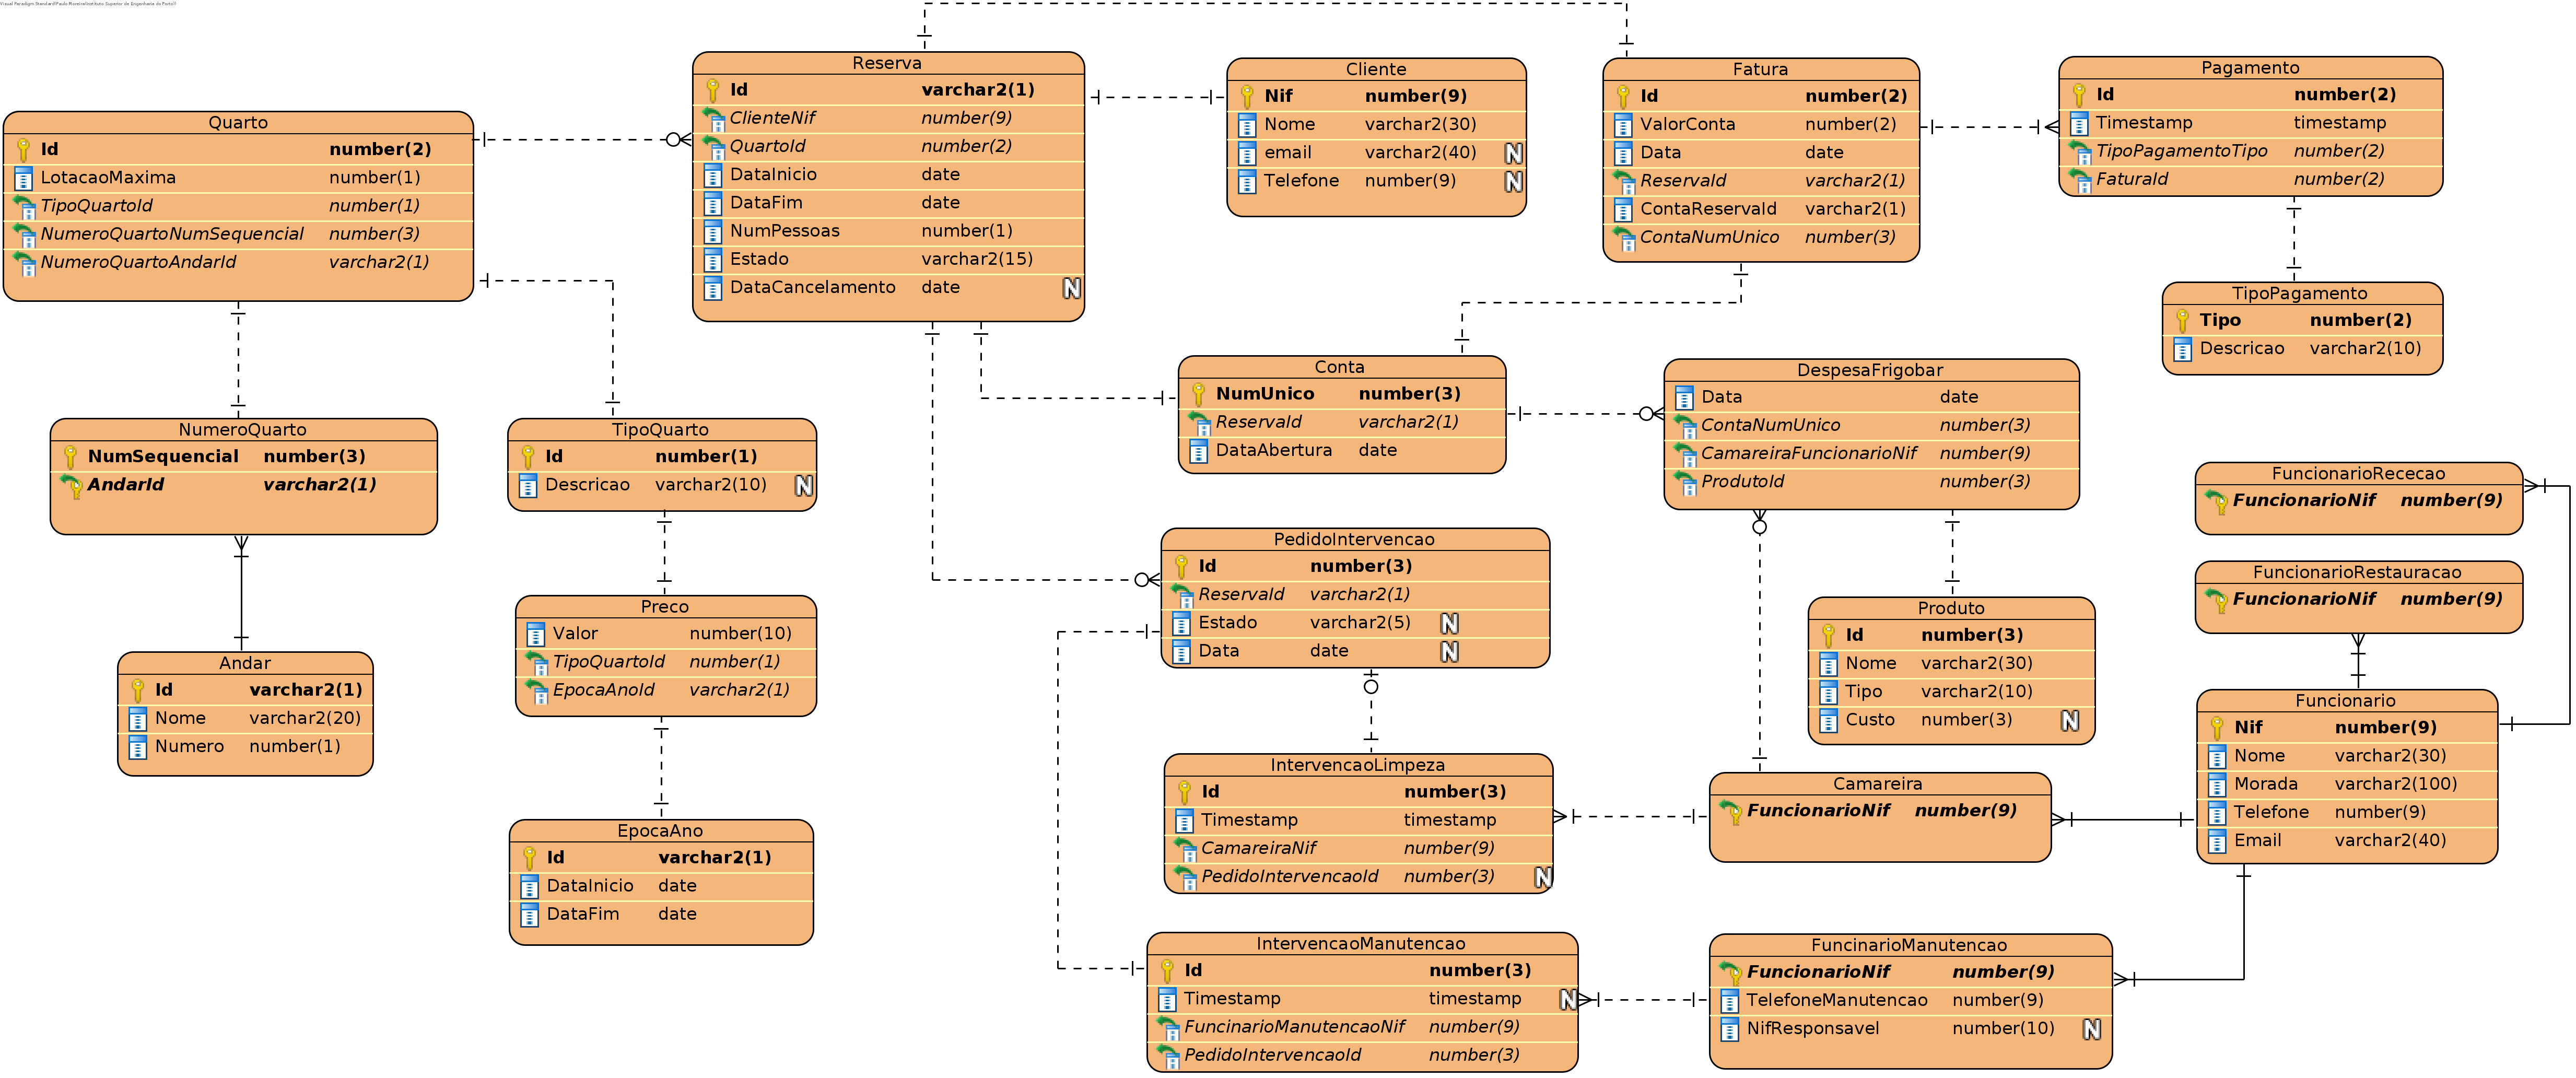 Visual Paradigm Standard(Paulo Moreira(Instituto Superior de Engenharia do Porto))
Reserva
Id varchar2(1)
ClienteNif number(9)
QuartoId number(2)
DataInicio date
DataFim date
NumPessoas number(1)
Estado varchar2(15)
DataCancelamento date N
Cliente
Nif number(9)
Nome varchar2(30)
email varchar2(40) N
Telefone number(9) N
Fatura
Id number(2)
ValorConta number(2)
Data date
ReservaId varchar2(1)
ContaReservaId varchar2(1)
ContaNumUnico number(3)
Pagamento
Id number(2)
Timestamp timestamp
TipoPagamentoTipo number(2)
FaturaId number(2)
Quarto
Id number(2)
LotacaoMaxima number(1)
TipoQuartoId number(1)
NumeroQuartoNumSequencial number(3)
NumeroQuartoAndarId varchar2(1)
TipoPagamento
Tipo number(2)
Descricao varchar2(10)
NumeroQuarto
NumSequencial number(3)
AndarId varchar2(1)
TipoQuarto
Id number(1)
Descricao varchar2(10) N
Conta
NumUnico number(3)
ReservaId varchar2(1)
DataAbertura date
DespesaFrigobar
Data date
ContaNumUnico number(3)
CamareiraFuncionarioNif number(9)
ProdutoId number(3)
FuncionarioRececao
FuncionarioNif number(9)
FuncionarioRestauracao
FuncionarioNif number(9)
PedidoIntervencao
Id number(3)
ReservaId varchar2(1)
Estado varchar2(5) N
Data date N
Preco
Valor number(10)
TipoQuartoId number(1)
EpocaAnoId varchar2(1)
Produto
Id number(3)
Nome varchar2(30)
Tipo varchar2(10)
Custo number(3) N
Andar
Id varchar2(1)
Nome varchar2(20)
Numero number(1)
Funcionario
Nif number(9)
Nome varchar2(30)
Morada varchar2(100)
Telefone number(9)
Email varchar2(40)
IntervencaoLimpeza
Id number(3)
Timestamp timestamp
CamareiraNif number(9)
PedidoIntervencaoId number(3) N
Camareira
FuncionarioNif number(9)
EpocaAno
Id varchar2(1)
DataInicio date
DataFim date
IntervencaoManutencao
Id number(3)
Timestamp timestamp N
FuncinarioManutencaoNif number(9)
PedidoIntervencaoId number(3)
FuncinarioManutencao
FuncionarioNif number(9)
TelefoneManutencao number(9)
NifResponsavel number(10) N